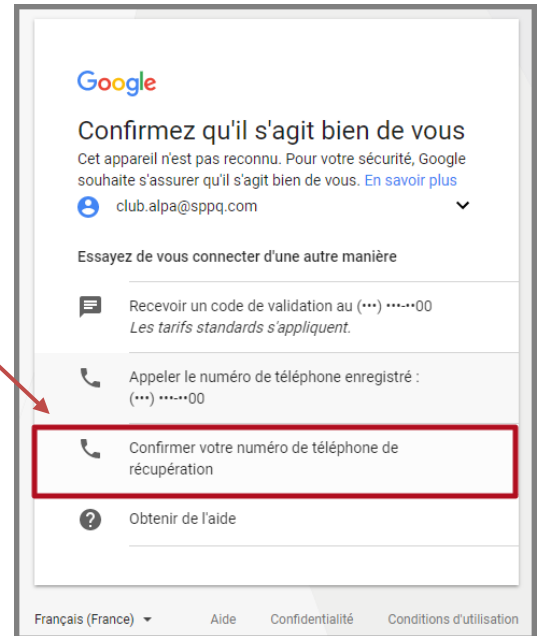 Google
Confirmez qu'il s'agit bien de vous
Cet appareil n'est pas reconnu. Pour votre sécurité, Google
souhaite s'assurer qu'il s'agit bien de vous. En savoir plus
club.alpa@sppq.com
Essayez de vous connecter d'une autre manière
Recevoir un code de validation au (•••) •••-••00
Les tarifs standards s'appliquent.
Appeler le numéro de téléphone enregistré :
(•••) •••-••00
Confirmer votre numéro de téléphone de
récupération
Obtenir de l'aide
Français (France) Aide Confidentialité Conditions d'utilisation